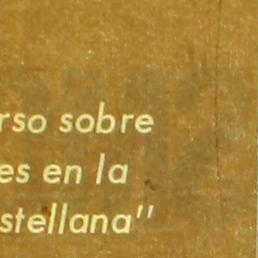 rso sobre
es en la
stellana"